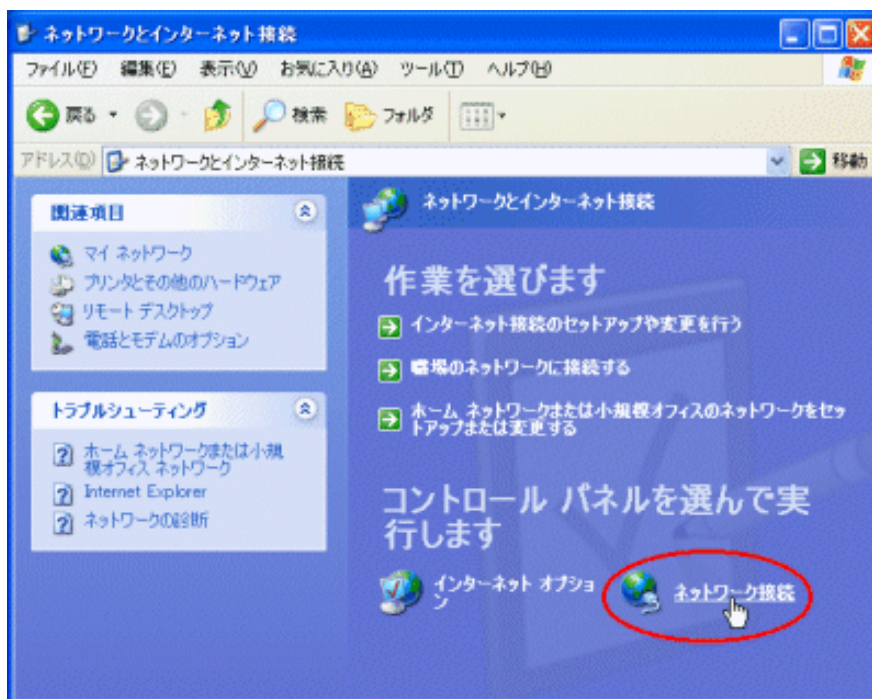 ネットワークとインターネット接続
ファイル(F) 編集(E) 表示(V) お気に入り(A) ツール(T) ヘルプ(H)
戻る 検索 フォルダ
アドレス(D) ネットワークとインターネット接続 移動
関連項目
マイ ネットワーク
プリンタとその他のハードウェア
リモート デスクトップ
電話とモデムのオプション
トラブルシューティング
ホーム ネットワークまたは小規
模オフィス ネットワーク
Internet Explorer
ネットワークの診断
ネットワークとインターネット接続
作業を選びます
インターネット接続のセットアップや変更を行う
職場のネットワークに接続する
ホーム ネットワークまたは小規模オフィスのネットワークをセッ
トアップまたは変更する
コントロール パネルを選んで実
行します
インターネット オプショ
ン
ネットワーク接続